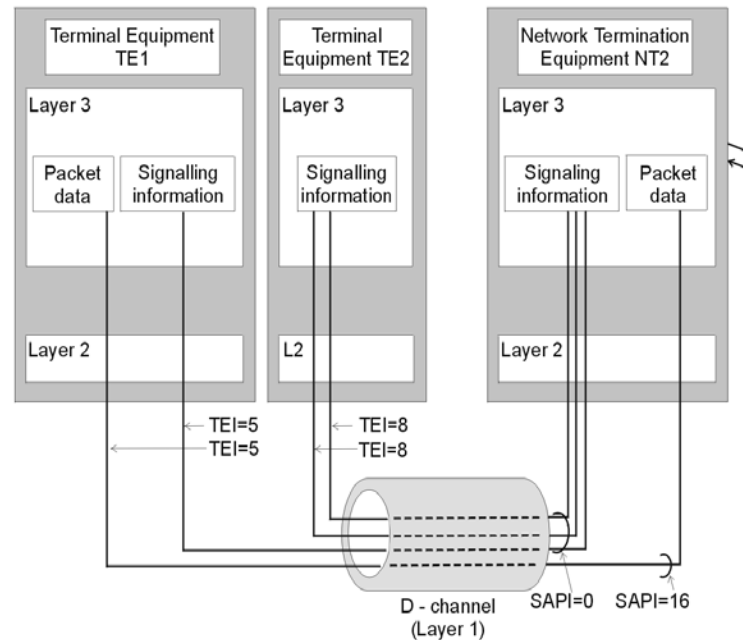 Terminal Equipment
TE1
Terminal
Equipment TE2
Network Termination
Equipment NT2
Layer 3
Layer 3
Layer 3
Packet
data
Signalling
information
Signalling
information
Signaling
information
Packet
data
Layer 2
L2
Layer 2
TEI=5
TEI=5
TEI=8
TEI=8
SAPI=0
SAPI=16
D - channel
(Layer 1)